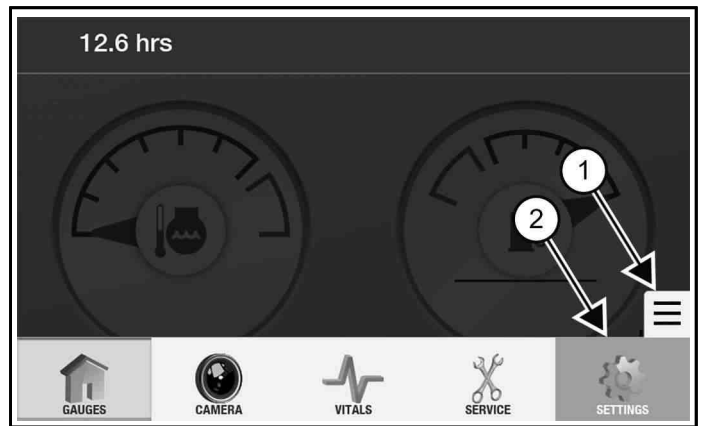 12.6 hrs
1
2
GAUGES
CAMERA
VITALS
SERVICE
SETTINGS